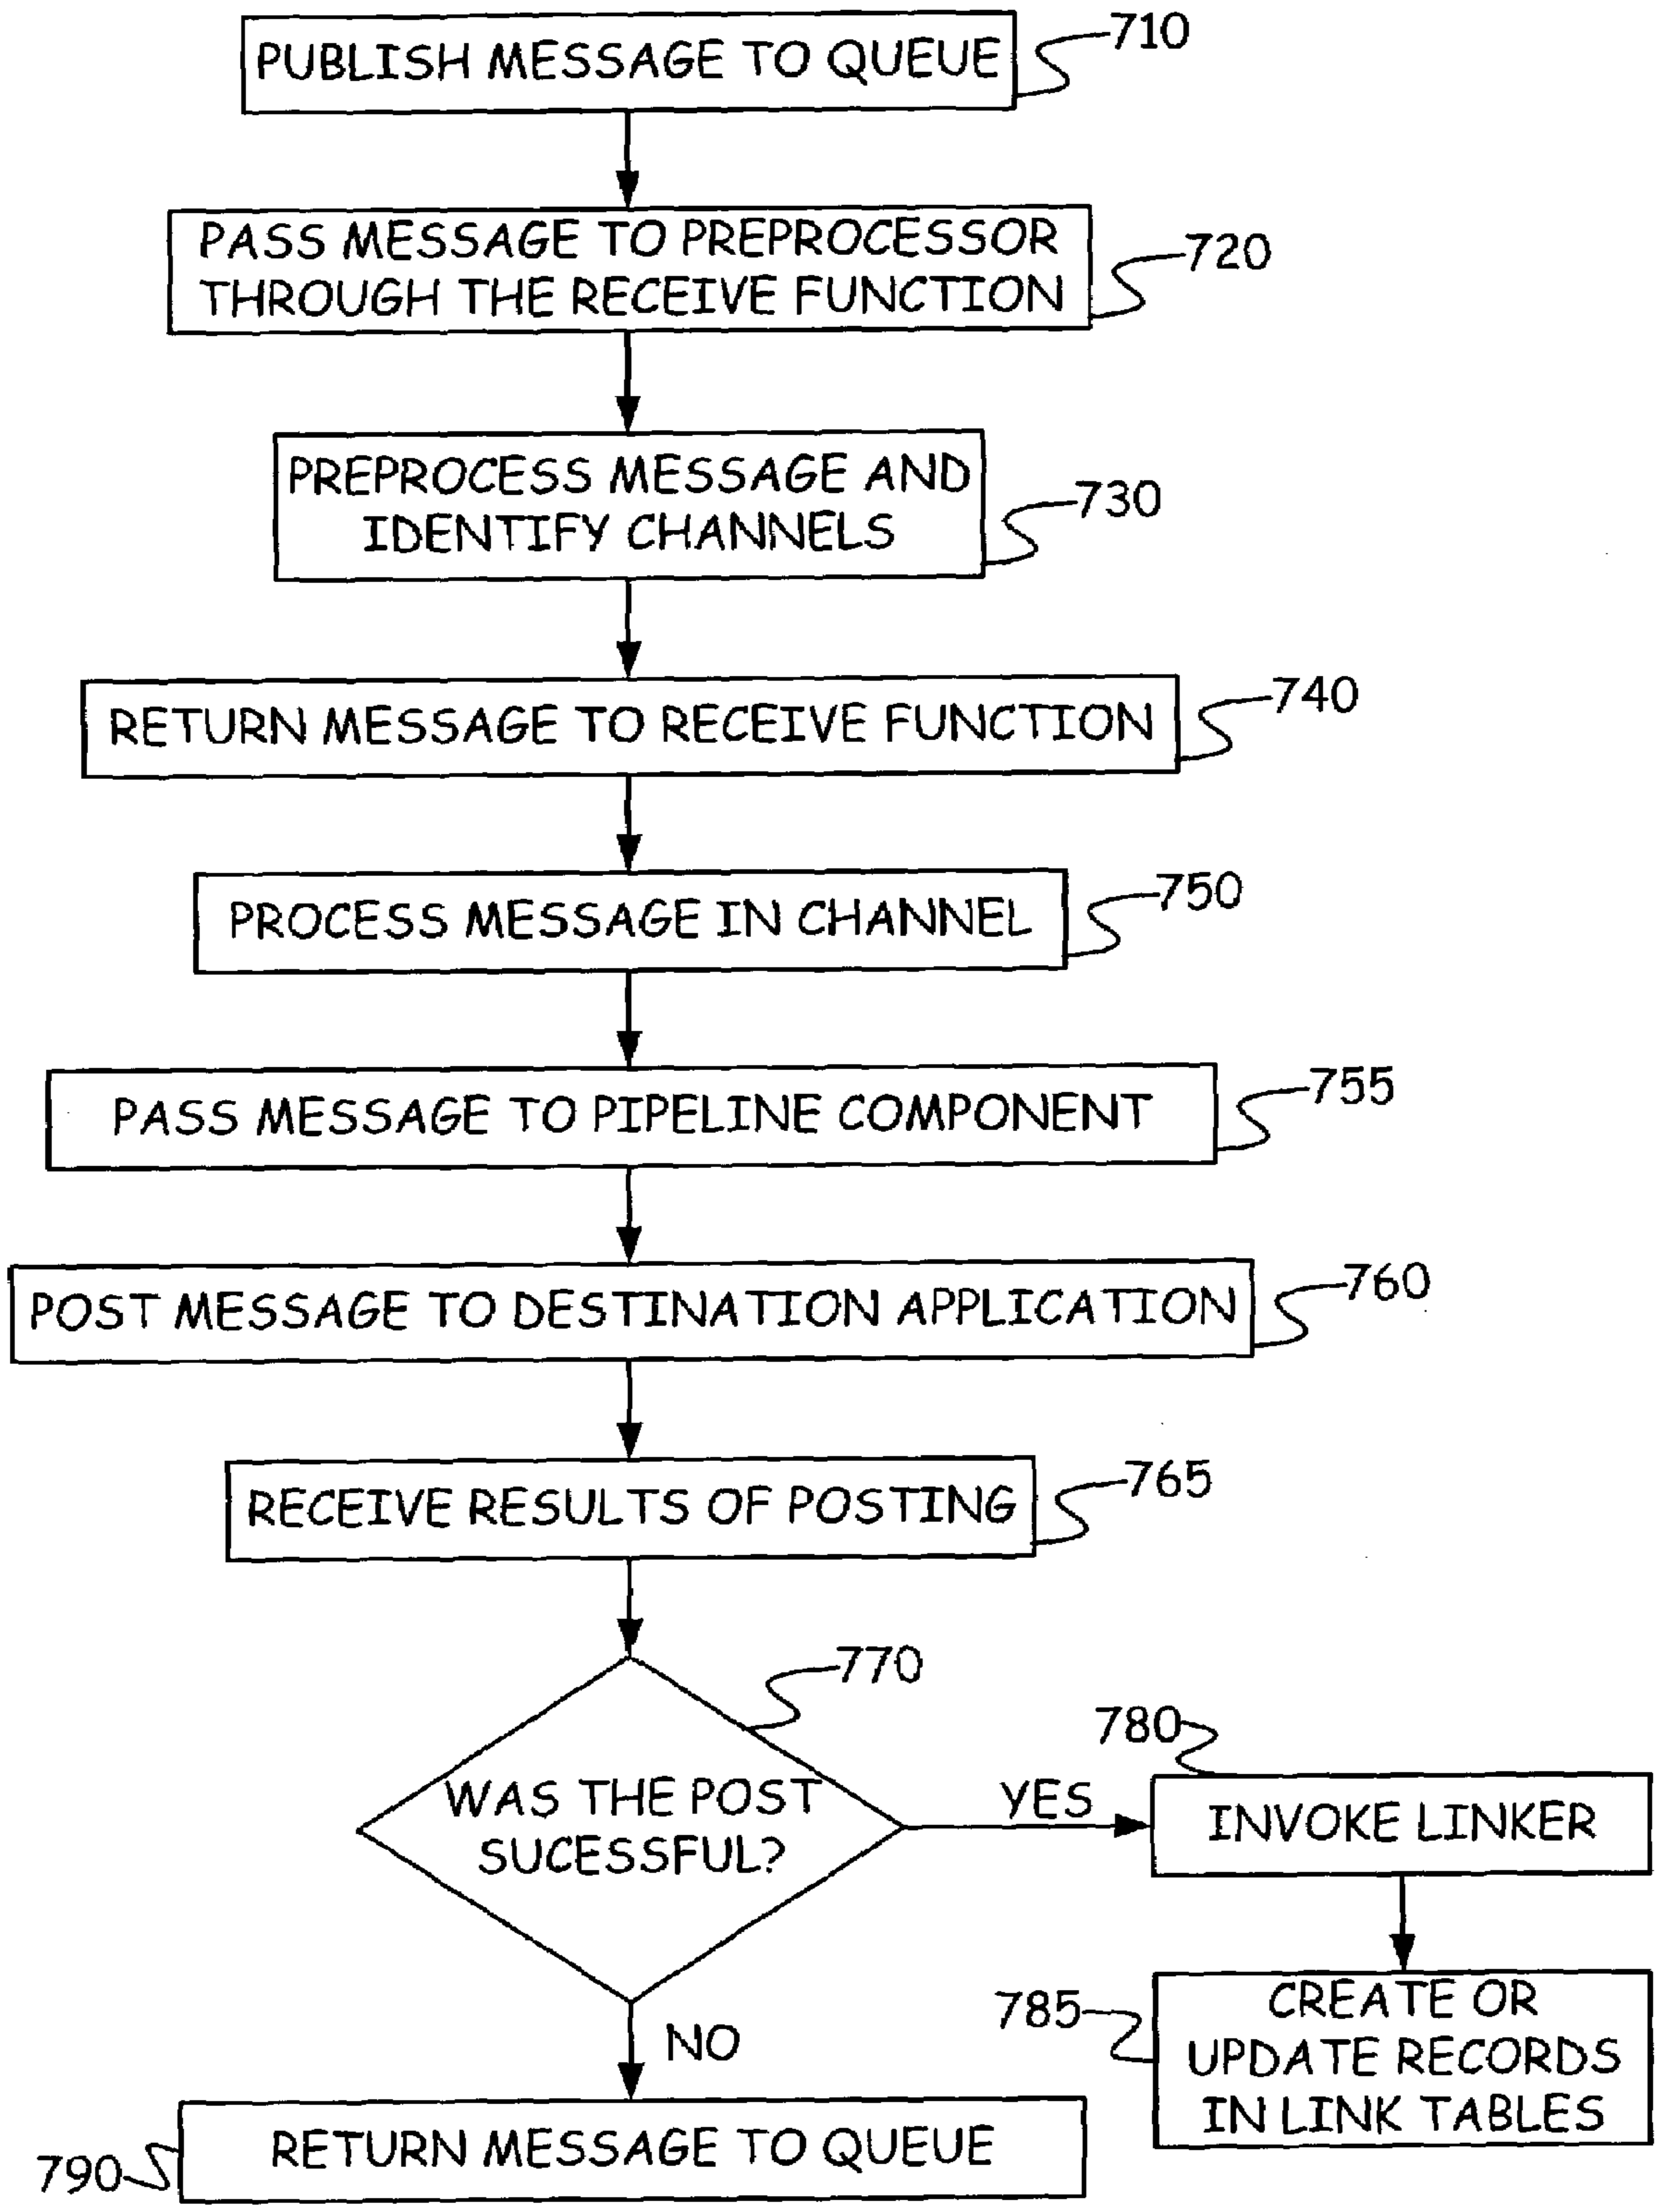 PUBLISH MESSAGE TO QUEUE
710
PASS MESSAGE TO PREPROCESSOR
THROUGH THE RECEIVE FUNCTION
720
PREPROCESS MESSAGE AND
IDENTIFY CHANNELS
730
RETURN MESSAGE TO RECEIVE FUNCTION
740
PROCESS MESSAGE IN CHANNEL
750
PASS MESSAGE TO PIPELINE COMPONENT
755
POST MESSAGE TO DESTINATION APPLICATION
760
RECEIVE RESULTS OF POSTING
765
770
WAS THE POST
SUCESSFUL?
YES
780
INVOKE LINKER
785
CREATE OR
UPDATE RECORDS
IN LINK TABLES
NO
RETURN MESSAGE TO QUEUE
790